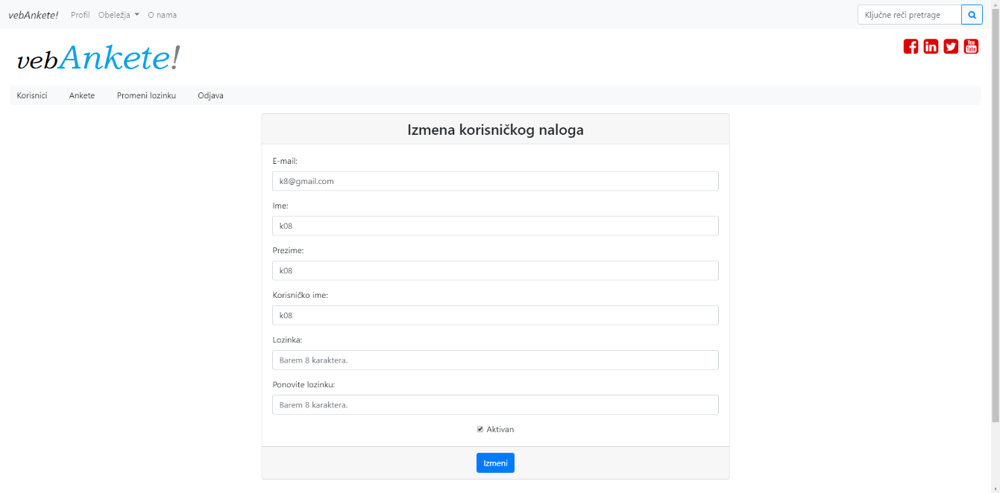 vebAnkete! Profil Obeležja O nama Ključne reči pretrage
vebAnkete!
You Tube
Korisnici Ankete Promeni lozinku Odjava
Izmena korisničkog naloga
E-mail:
k8@gmail.com
Ime:
k08
Prezime:
k08
Korisničko ime:
k08
Lozinka:
Barem 8 karaktera.
Ponovite lozinku:
Barem 8 karaktera.
Aktivan
Izmeni